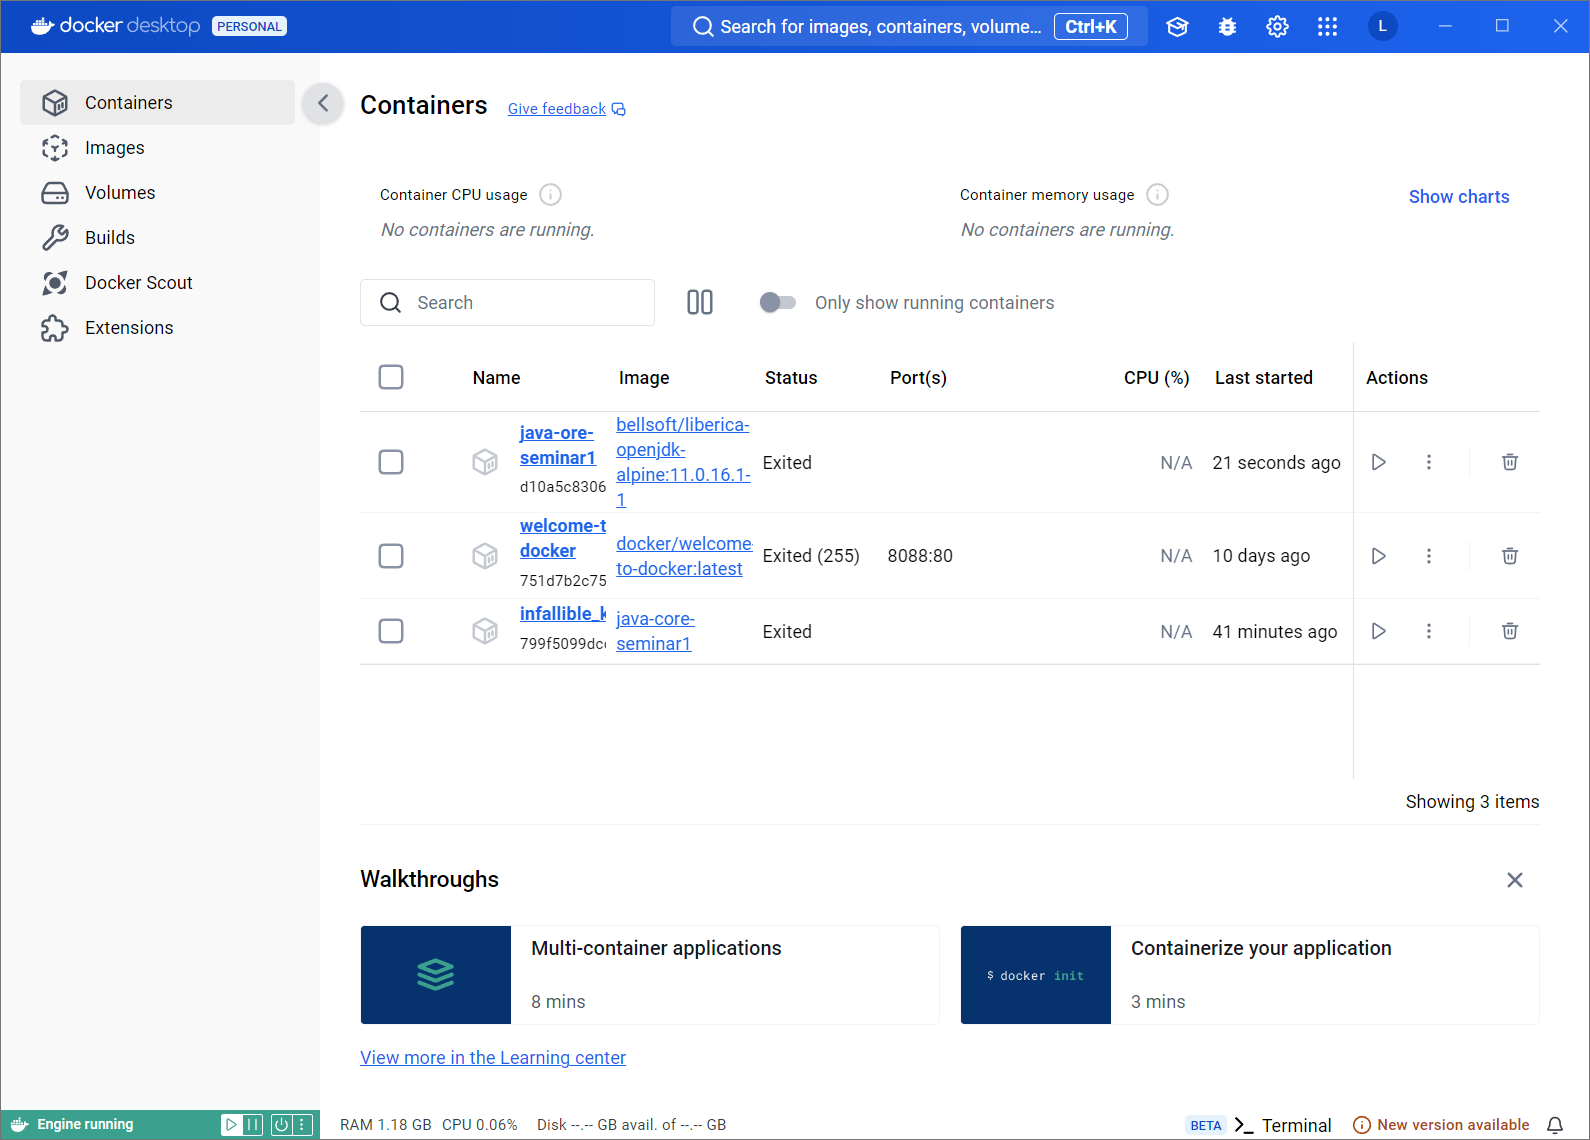 docker desktop PERSONAL
Search for images, containers, volume... Ctrl+K
L
Containers
Images
Volumes
Builds
Docker Scout
Extensions
Containers Give feedback
Container CPU usage
No containers are running.
Container memory usage
No containers are running.
Show charts
Search
Only show running containers
Name Image Status Port(s) CPU (%) Last started Actions
java-ore-
seminar1
d10a5c8306
bellsoft/liberica-
openjdk-
alpine:11.0.16.1-
1
Exited N/A 21 seconds ago
welcome-t
docker
751d7b2c75
docker/welcome-
to-docker:latest
Exited (255) 8088:80 N/A 10 days ago
infallible_k
799f5099dc
java-core-
seminar1
Exited N/A 41 minutes ago
Showing 3 items
Walkthroughs
Multi-container applications
8 mins
$ docker init
Containerize your application
3 mins
View more in the Learning center
Engine running
RAM 1.18 GB CPU 0.06% Disk --.-- GB avail. of --.-- GB
BETA >_ Terminal
New version available